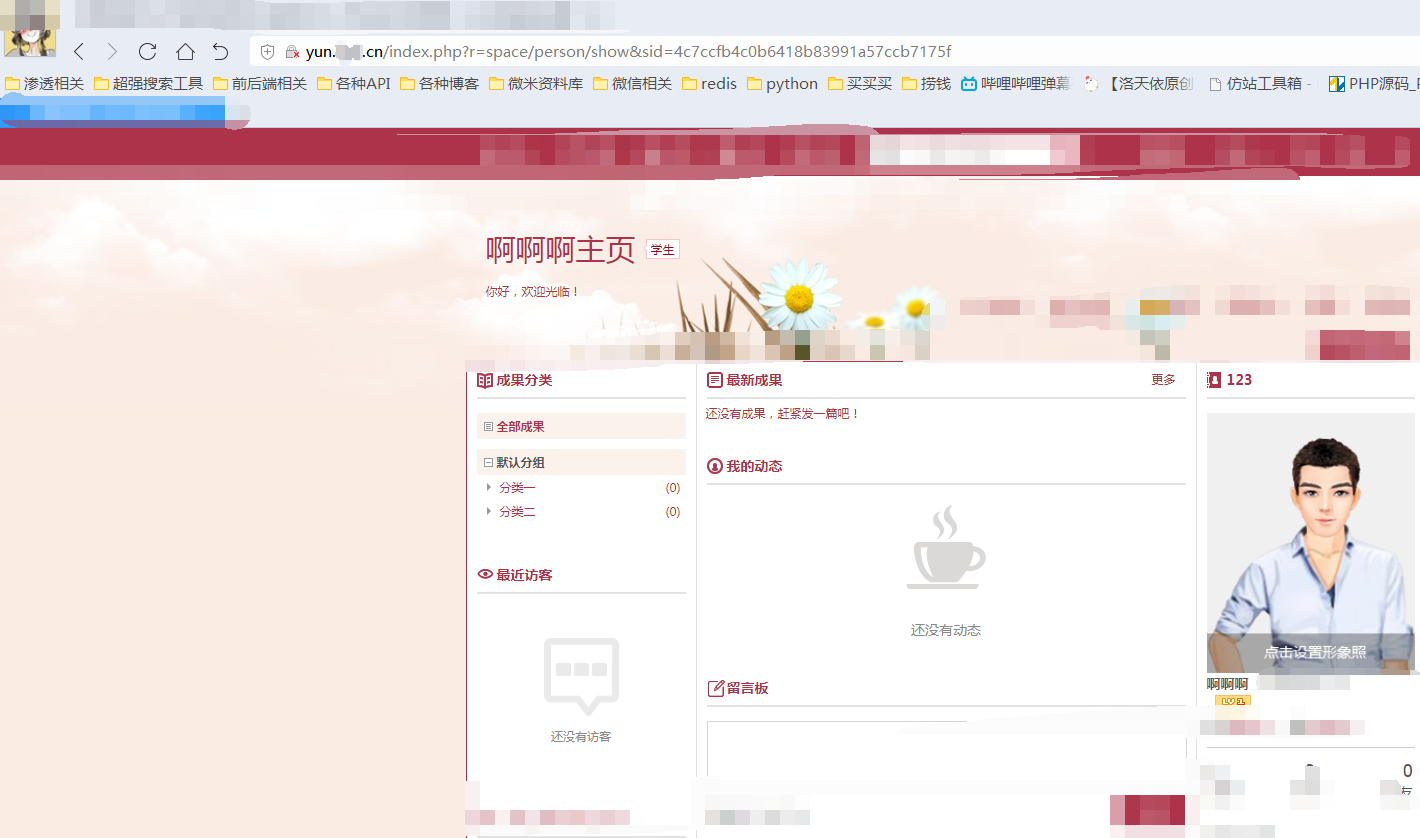 yun. .cn/index.php?r=space/person/show&sid=4c7ccfb4c0b6418b83991a57ccb7175f
渗透相关 超强搜索工具 前后端相关 各种API 各种博客 微米资料库 微信相关 redis python 买买买 捞钱 哔哩哔哩弹幕 【洛天依原创 仿站工具箱 - PHP源码_P
啊啊啊主页 学生
你好，欢迎光临！
成果分类
全部成果
默认分组
分类一 (0)
分类二 (0)
最近访客
还没有访客
最新成果 更多
还没有成果，赶紧发一篇吧！
我的动态
还没有动态
留言板
123
点击设置形象照
啊啊啊
LV1
0
友